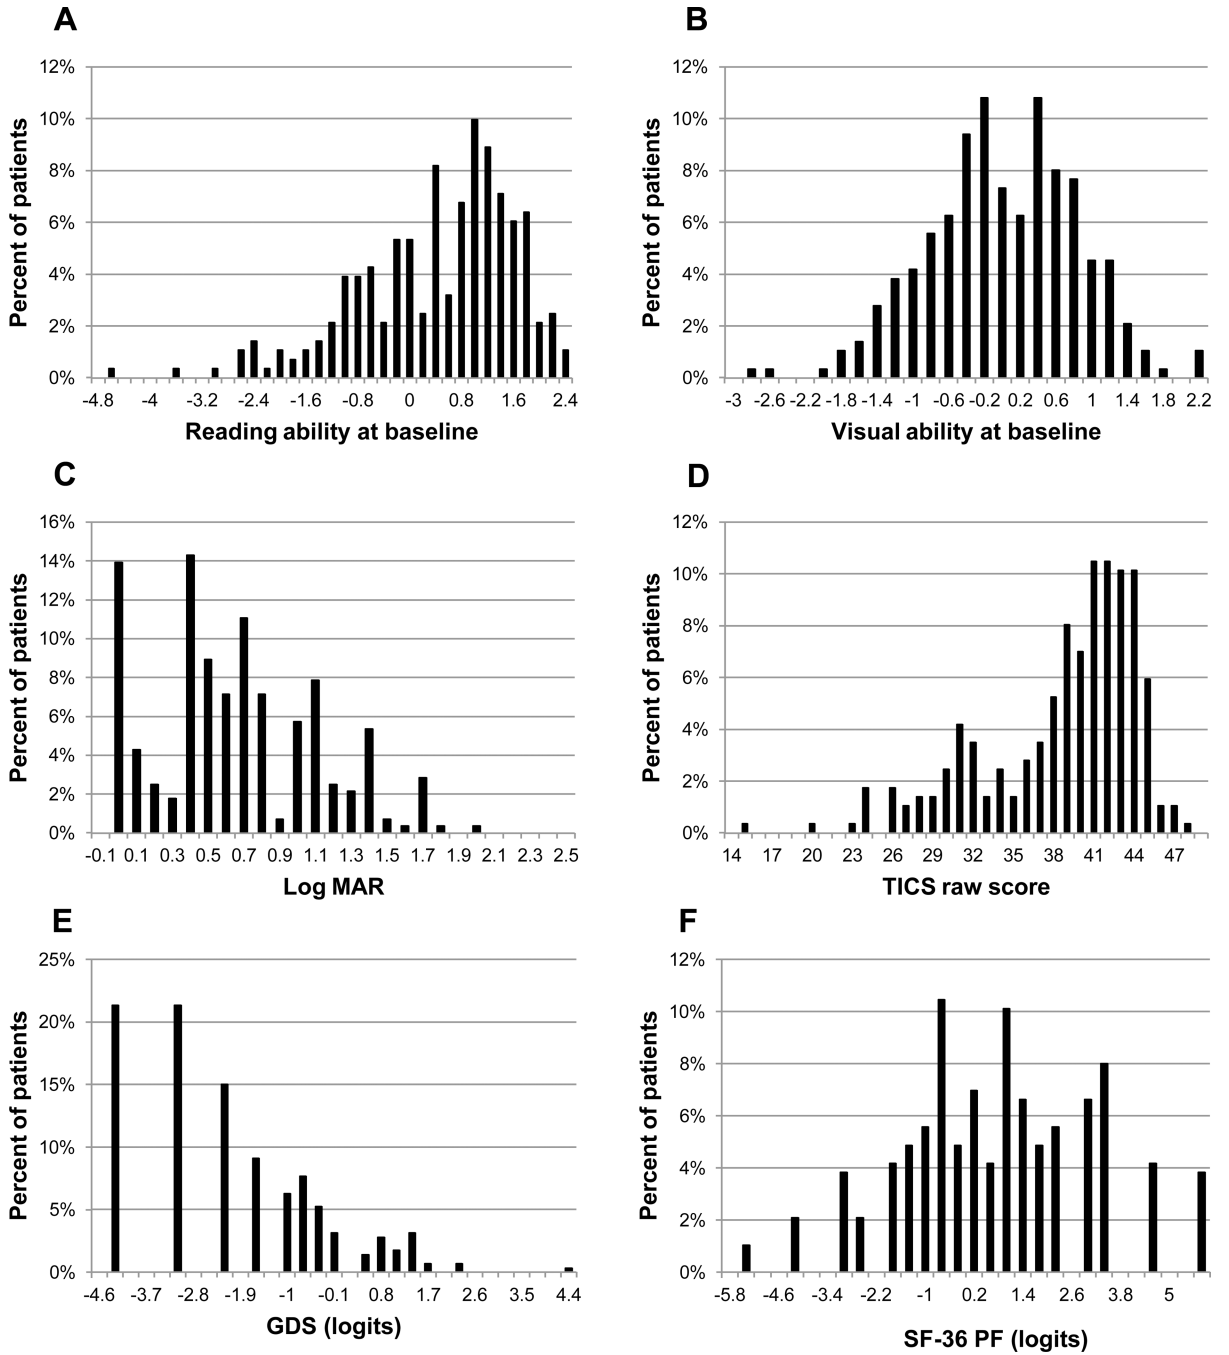 A
12%
10%
8%
6%
4%
2%
0%
Percent of patients
-4.8 -4 -3.2 -2.4 -1.6 -0.8 0 0.8 1.6 2.4
Reading ability at baseline
B
12%
10%
8%
6%
4%
2%
0%
Percent of patients
-3 -2.6 -2.2 -1.8 -1.4 -1 -0.6 -0.2 0.2 0.6 1 1.4 1.8 2.2
Visual ability at baseline
C
16%
14%
12%
10%
8%
6%
4%
2%
0%
Percent of patients
-0.1 0.1 0.3 0.5 0.7 0.9 1.1 1.3 1.5 1.7 1.9 2.1 2.3 2.5
Log MAR
D
12%
10%
8%
6%
4%
2%
0%
Percent of patients
14 17 20 23 26 29 32 35 38 41 44 47
TICS raw score
E
25%
20%
15%
10%
5%
0%
Percent of patients
-4.6 -3.7 -2.8 -1.9 -1 -0.1 0.8 1.7 2.6 3.5 4.4
GDS (logits)
F
12%
10%
8%
6%
4%
2%
0%
Percent of patients
-5.8 -4.6 -3.4 -2.2 -1 0.2 1.4 2.6 3.8 5
SF-36 PF (logits)